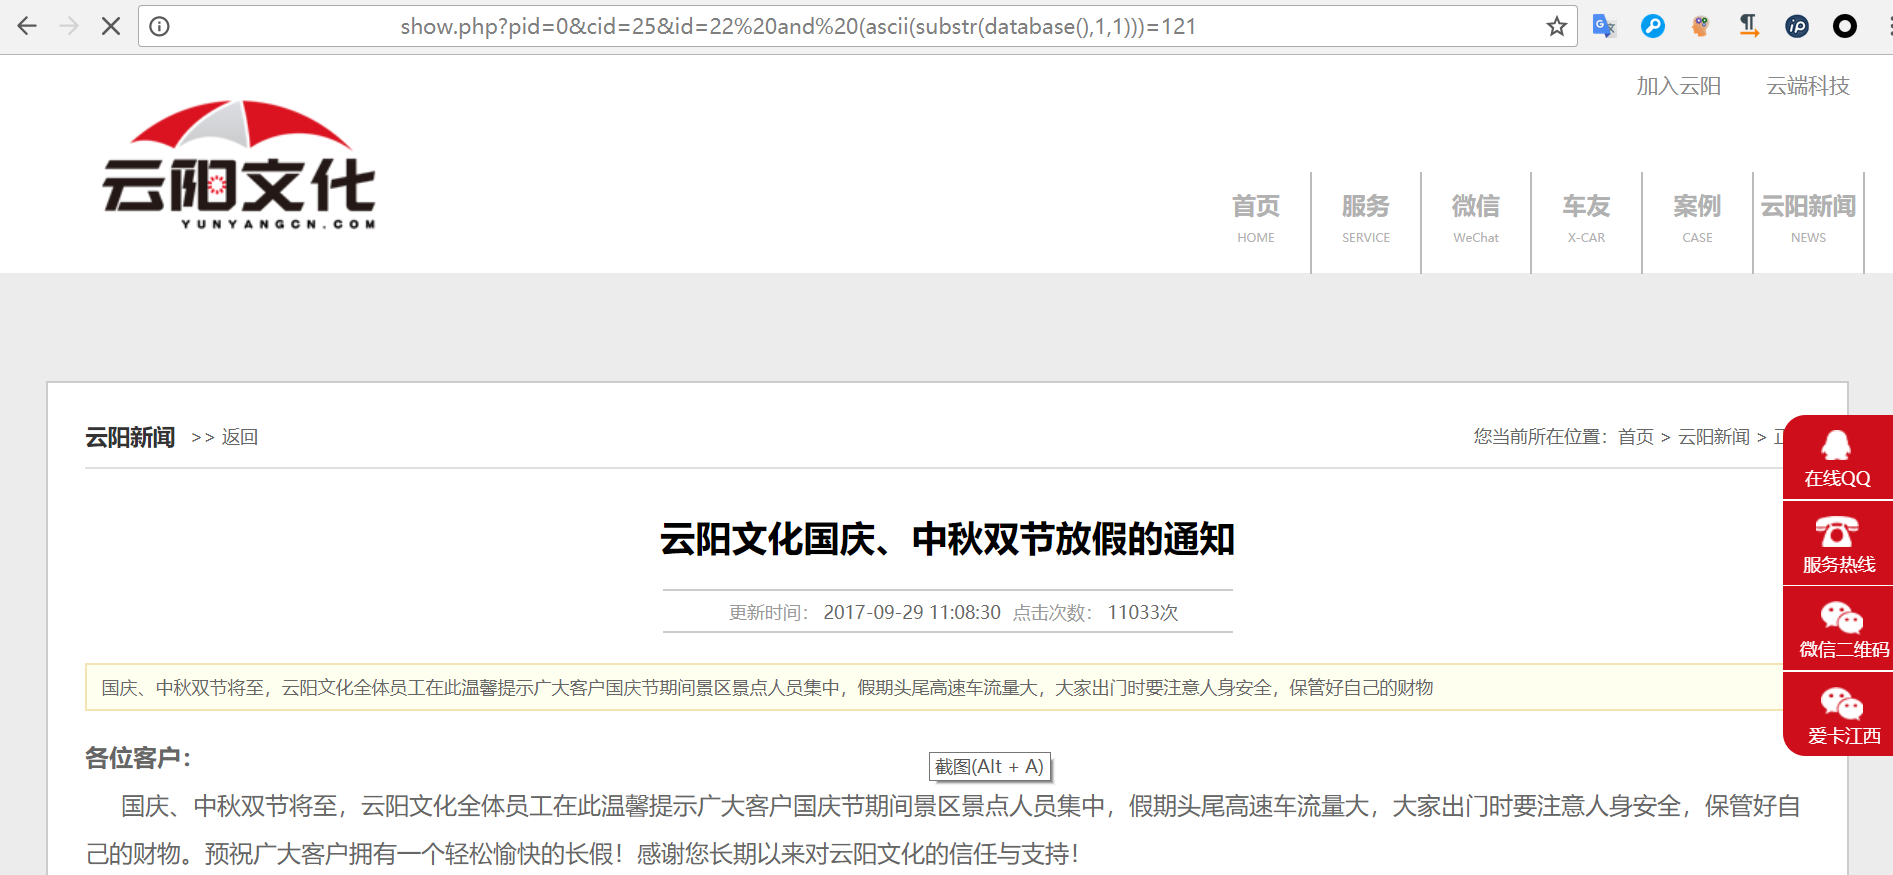 show.php?pid=0&cid=25&id=22%20and%20(ascii(substr(database(),1,1)))=121
加入云阳 云端科技
云阳文化
YUNYANGCN.COM
首页 服务 微信 车友 案例 云阳新闻
HOME SERVICE WeChat X-CAR CASE NEWS
云阳新闻 >> 返回 您当前所在位置：首页 > 云阳新闻 >
在线QQ
云阳文化国庆、中秋双节放假的通知
服务热线
更新时间： 2017-09-29 11:08:30 点击次数： 11033次
微信二维码
国庆、中秋双节将至，云阳文化全体员工在此温馨提示广大客户国庆节期间景区景点人员集中，假期头尾高速车流量大，大家出门时要注意人身安全，保管好自己的财物
爱卡江西
各位客户：
截图(Alt + A)
国庆、中秋双节将至，云阳文化全体员工在此温馨提示广大客户国庆节期间景区景点人员集中，假期头尾高速车流量大，大家出门时要注意人身安全，保管好自
己的财物。预祝广大客户拥有一个轻松愉快的长假！感谢您长期以来对云阳文化的信任与支持！